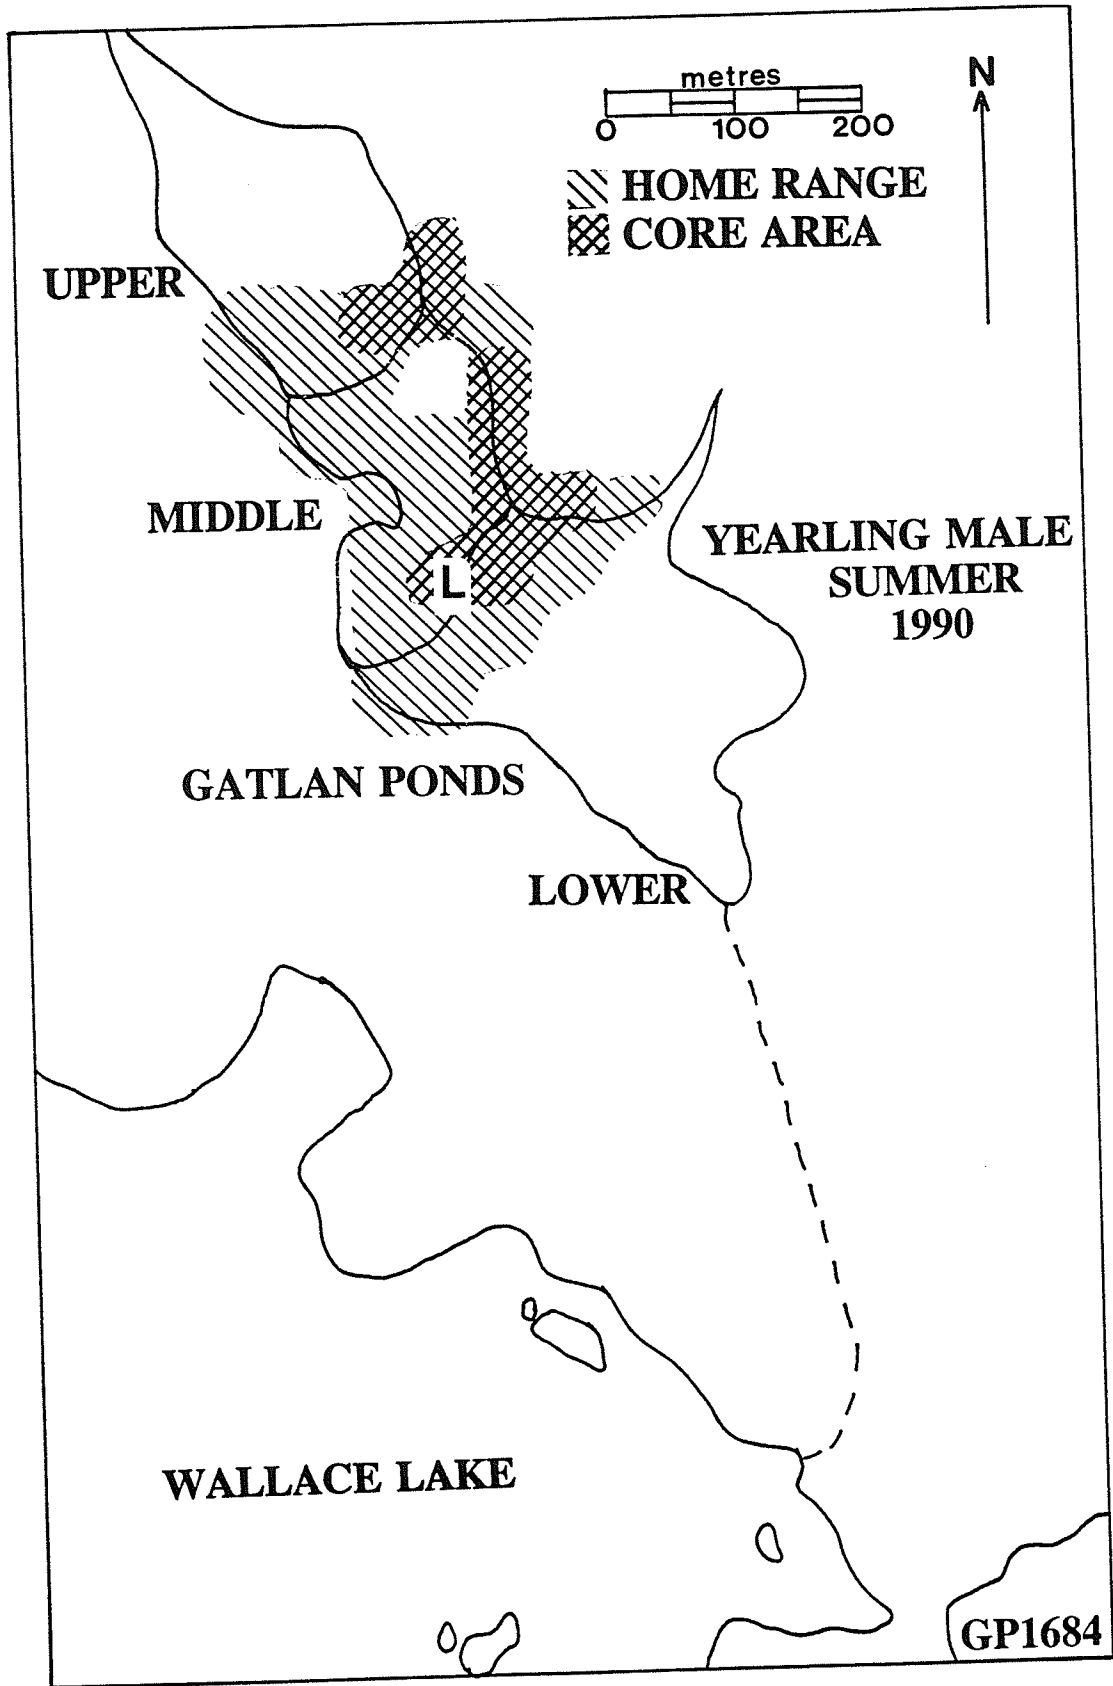 metres
0 100 200
N
HOME RANGE
CORE AREA
UPPER
MIDDLE
L
YEARLING MALE
SUMMER
1990
GATLAN PONDS
LOWER
WALLACE LAKE
GP1684